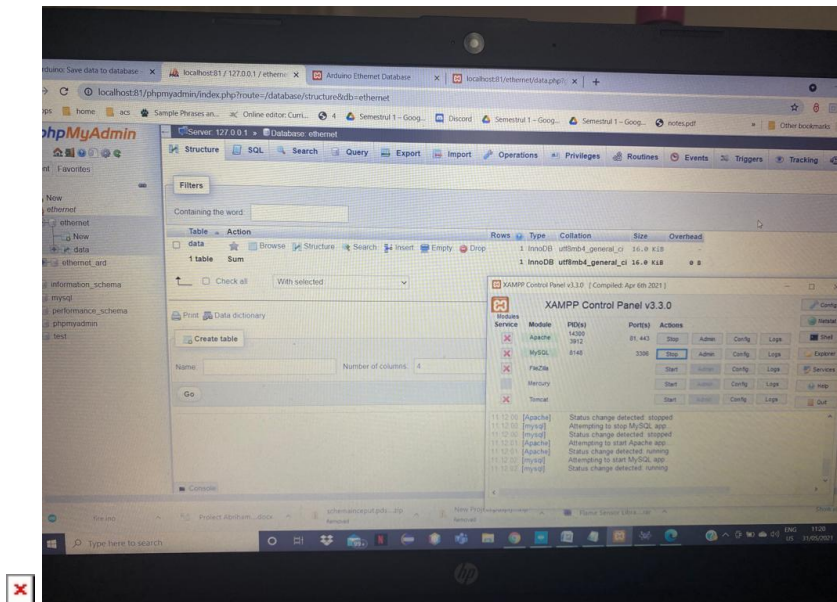 rduino: Save data to database
localhost:81 / 127.0.0.1 / etherne
Arduino Ethernet Database
localhost:81/ethernet/data.php?
localhost:81/phpmyadmin/index.php?route=/database/structure&db=ethernet
home
acs
Sample Phrases an...
Online editor: Cumi...
4
Semestrul 1 – Goog...
Discord
Semestrul 1 – Goog...
Semestrul 1 – Goog...
notes.pdf
Other bookmarks
phpMyAdmin
Favorites
Now
ethernet
ethernet
New
data
ethernet_ard
information_schema
mysql
performance_schema
phpmyadmin
test
Server: 127.0.0.1 » Database: ethernet
Structure SQL Search Query Export Import Operations Privileges Routines Events Triggers Tracking
Filters
Containing the word:
Table Action Rows Type Collation Size Overhead
data Browse Structure Search Insert Empty Drop 1 InnoDB utf8mb4_general_ci 16.0 KiB -
1 table Sum 1 InnoDB utf8mb4_general_ci 16.0 KiB 0 B
Check all With selected
Print Data dictionary
Create table
Name: Number of columns: 4
Go
Console
XAMPP Control Panel v3.3.0 [ Compiled: Apr 6th 2021 ]
XAMPP Control Panel v3.3.0
Config
Modules
Service Module PID(s) Port(s) Actions
Apache 14300 3912 81, 443 Stop Admin Config Logs
MySQL 8140 3306 Stop Admin Config Logs
FileZilla Start Admin Config Logs
Mercury Start Admin Config Logs
Tomcat Start Admin Config Logs
Netstat
Shell
Explorer
Services
Help
Quit
[Apache] Status change detected: stopped
[mysql] Attempting to stop MySQL app...
[mysql] Status change detected: stopped
[Apache] Attempting to start Apache app...
[Apache] Status change detected: running
[mysql] Attempting to start MySQL app...
[mysql] Status change detected: running
Type here to search
99+
ENG
US
11:20
31/05/2021
hp